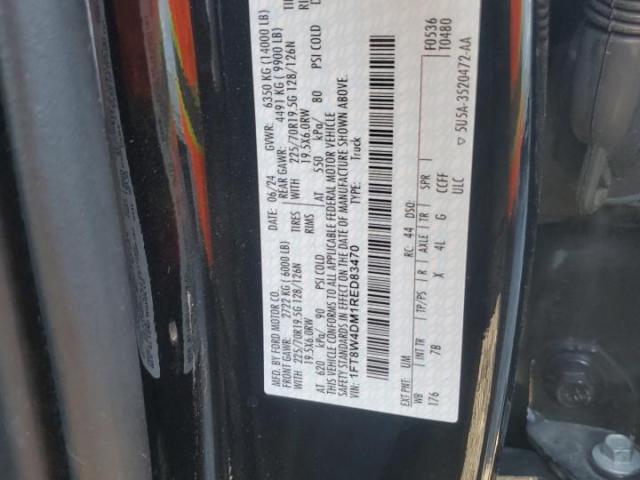 MFD. BY FORD MOTOR CO.
DATE: 06/24 GVWR: 6350 KG (14000 LB)
FRONT GAWR: 2722 KG (6000 LB) REAR GAWR: 4491 KG (9900 LB)
WITH 225/70R19.5G 128/126N TIRES WITH 225/70R19.5G 128/126N
19.5X6.0RW RIMS 19.5X6.0RW
AT 620 kPa/ 90 PSI COLD AT 550 kPa/ 80 PSI COLD
THIS VEHICLE CONFORMS TO ALL APPLICABLE FEDERAL MOTOR VEHICLE
SAFETY STANDARDS IN EFFECT ON THE DATE OF MANUFACTURE SHOWN ABOVE.
VIN: 1FT8W4DM1RED83470 TYPE: Truck
F0536
T0480
EXT PNT: UM RC: 44 DSO:
WB INT TR TP/PS R AXLE TR SPR
176 7B X 4L G CCFF
ULC
▽ 5U5A-3520472-AA